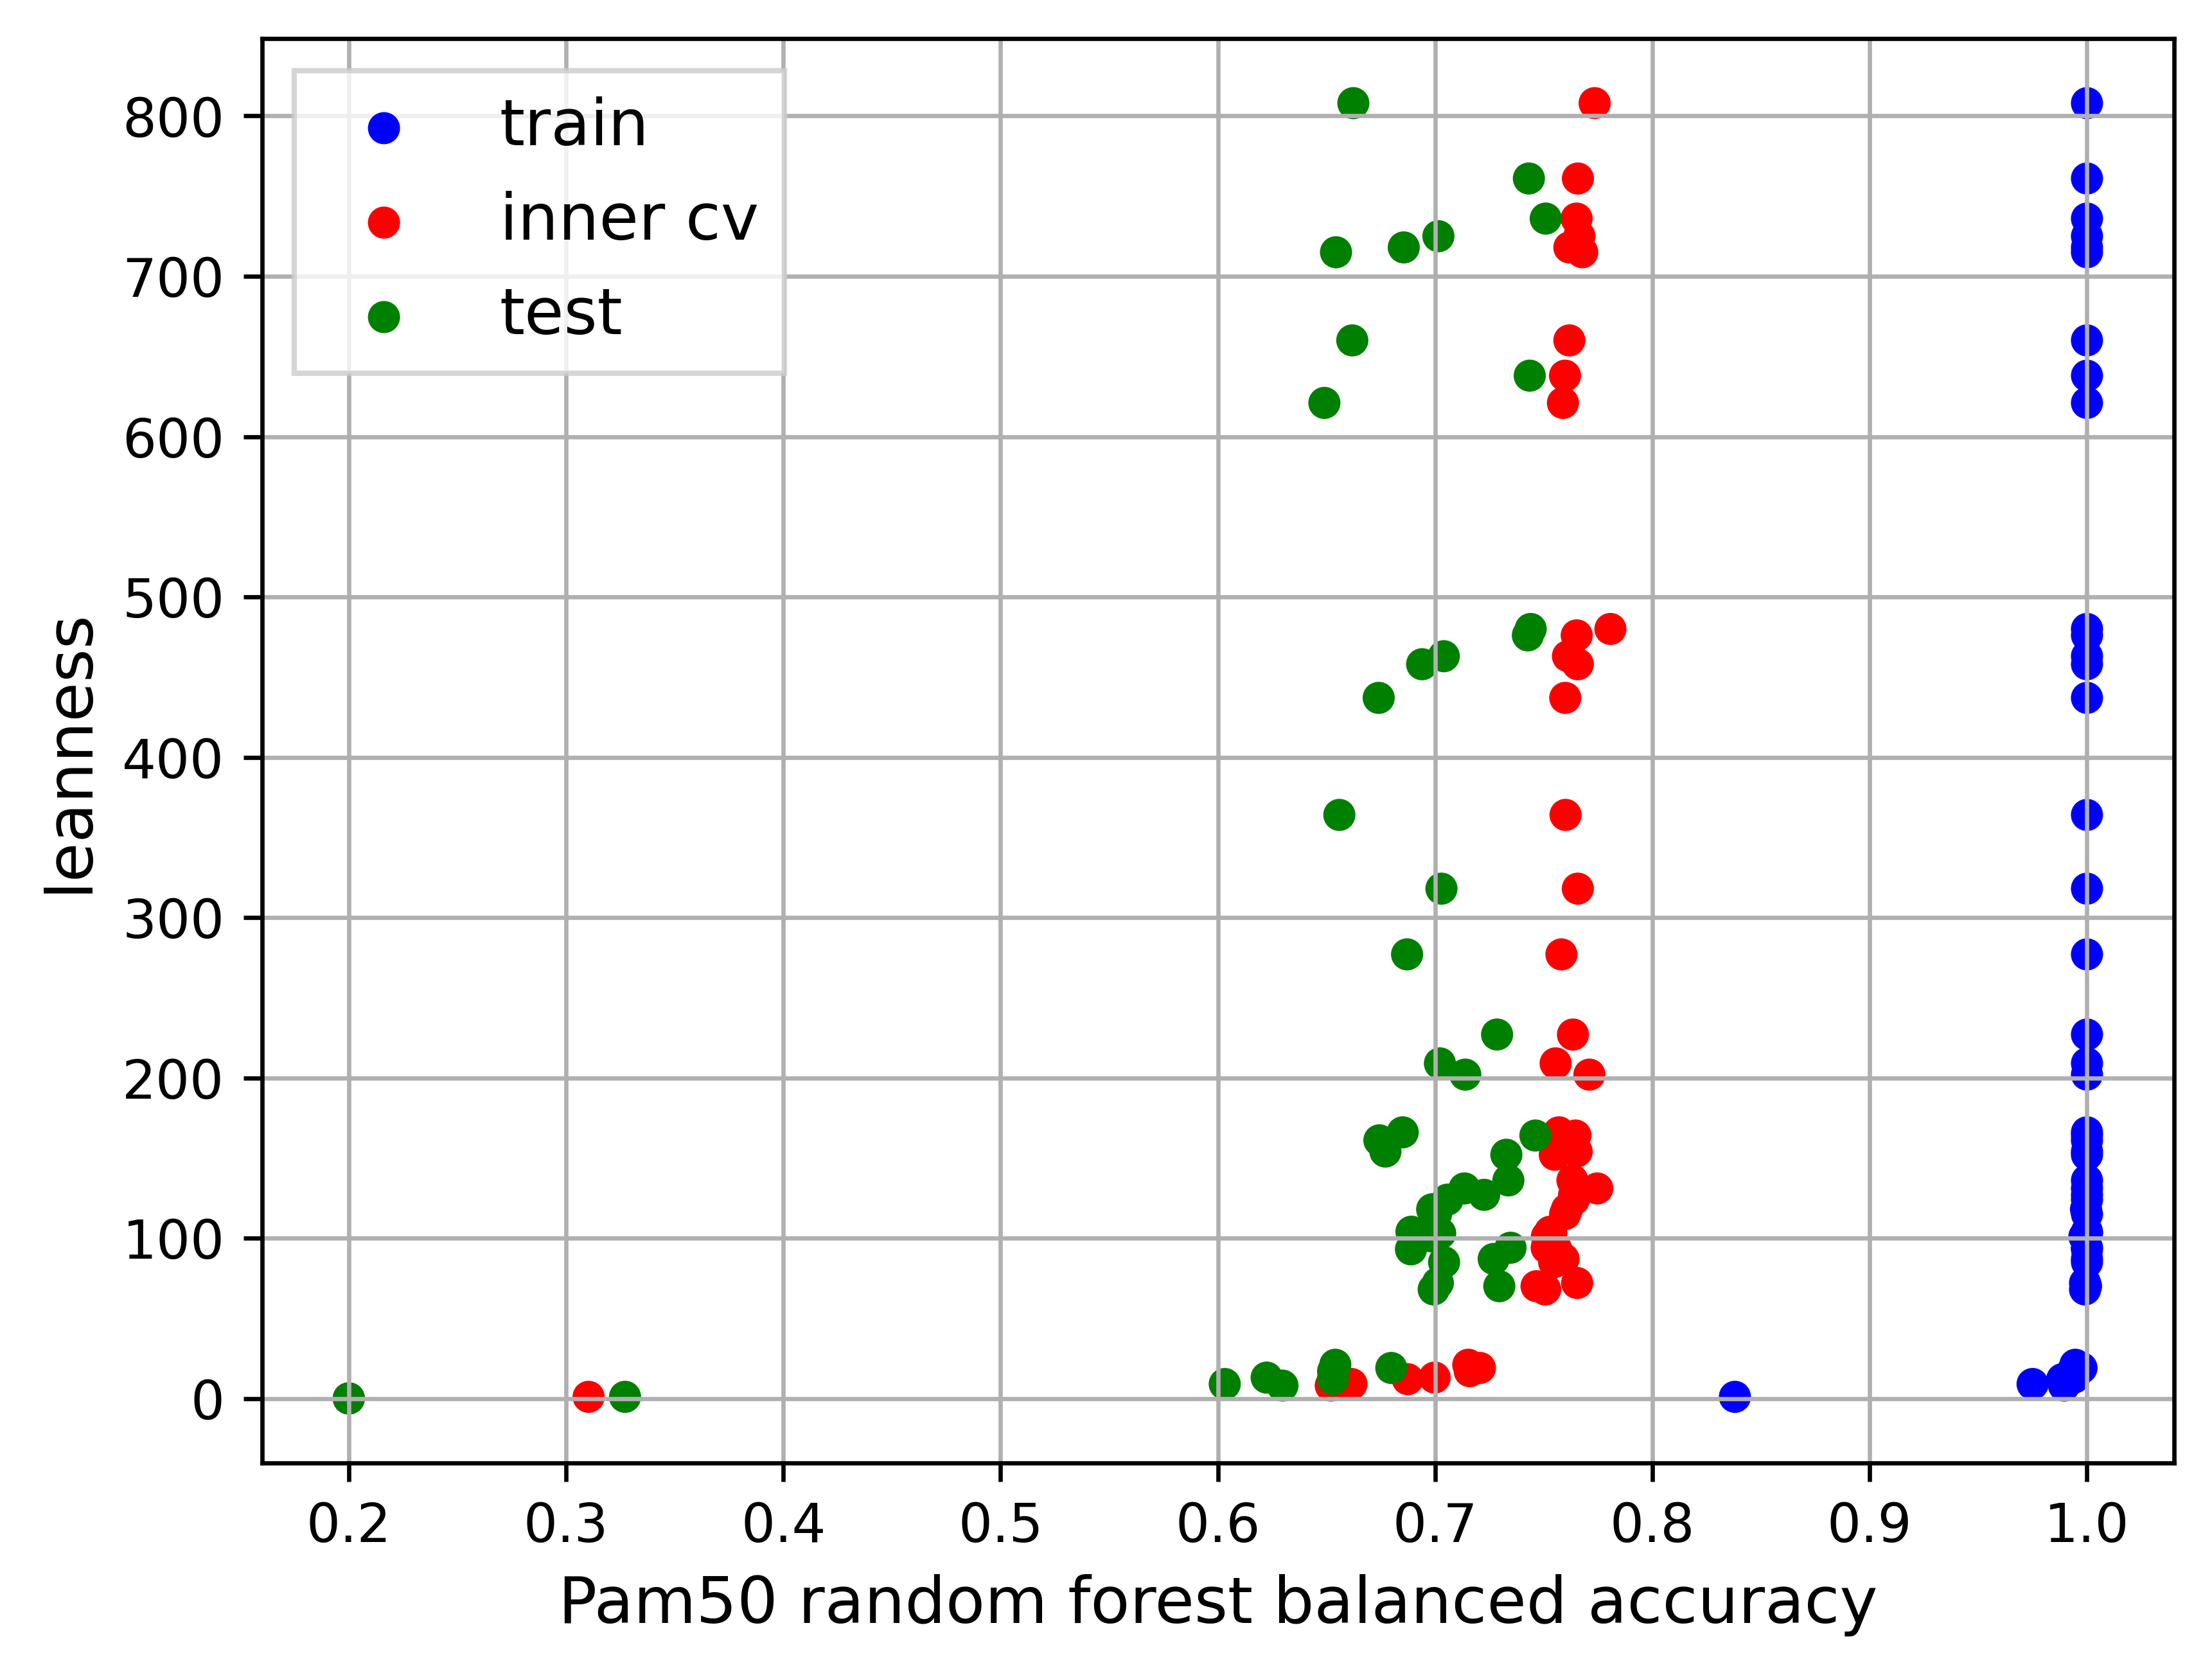 train
inner cv
test
800
700
600
500
400
300
200
100
0
leanness
0.2 0.3 0.4 0.5 0.6 0.7 0.8 0.9 1.0
Pam50 random forest balanced accuracy